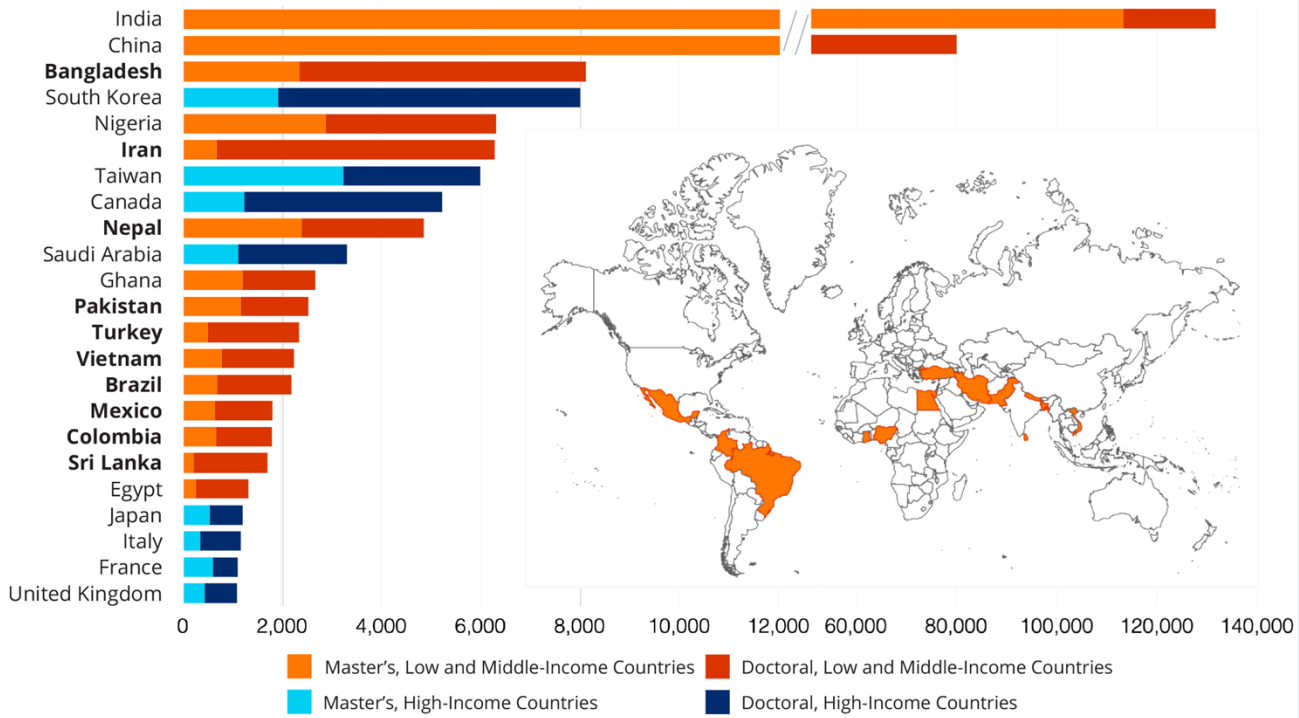 India
China
Bangladesh
South Korea
Nigeria
Iran
Taiwan
Canada
Nepal
Saudi Arabia
Ghana
Pakistan
Turkey
Vietnam
Brazil
Mexico
Colombia
Sri Lanka
Egypt
Japan
Italy
France
United Kingdom
0 2,000 4,000 6,000 8,000 10,000 12,000 60,000 80,000 100,000 120,000 140,000
Master's, Low and Middle-Income Countries Doctoral, Low and Middle-Income Countries
Master's, High-Income Countries Doctoral, High-Income Countries